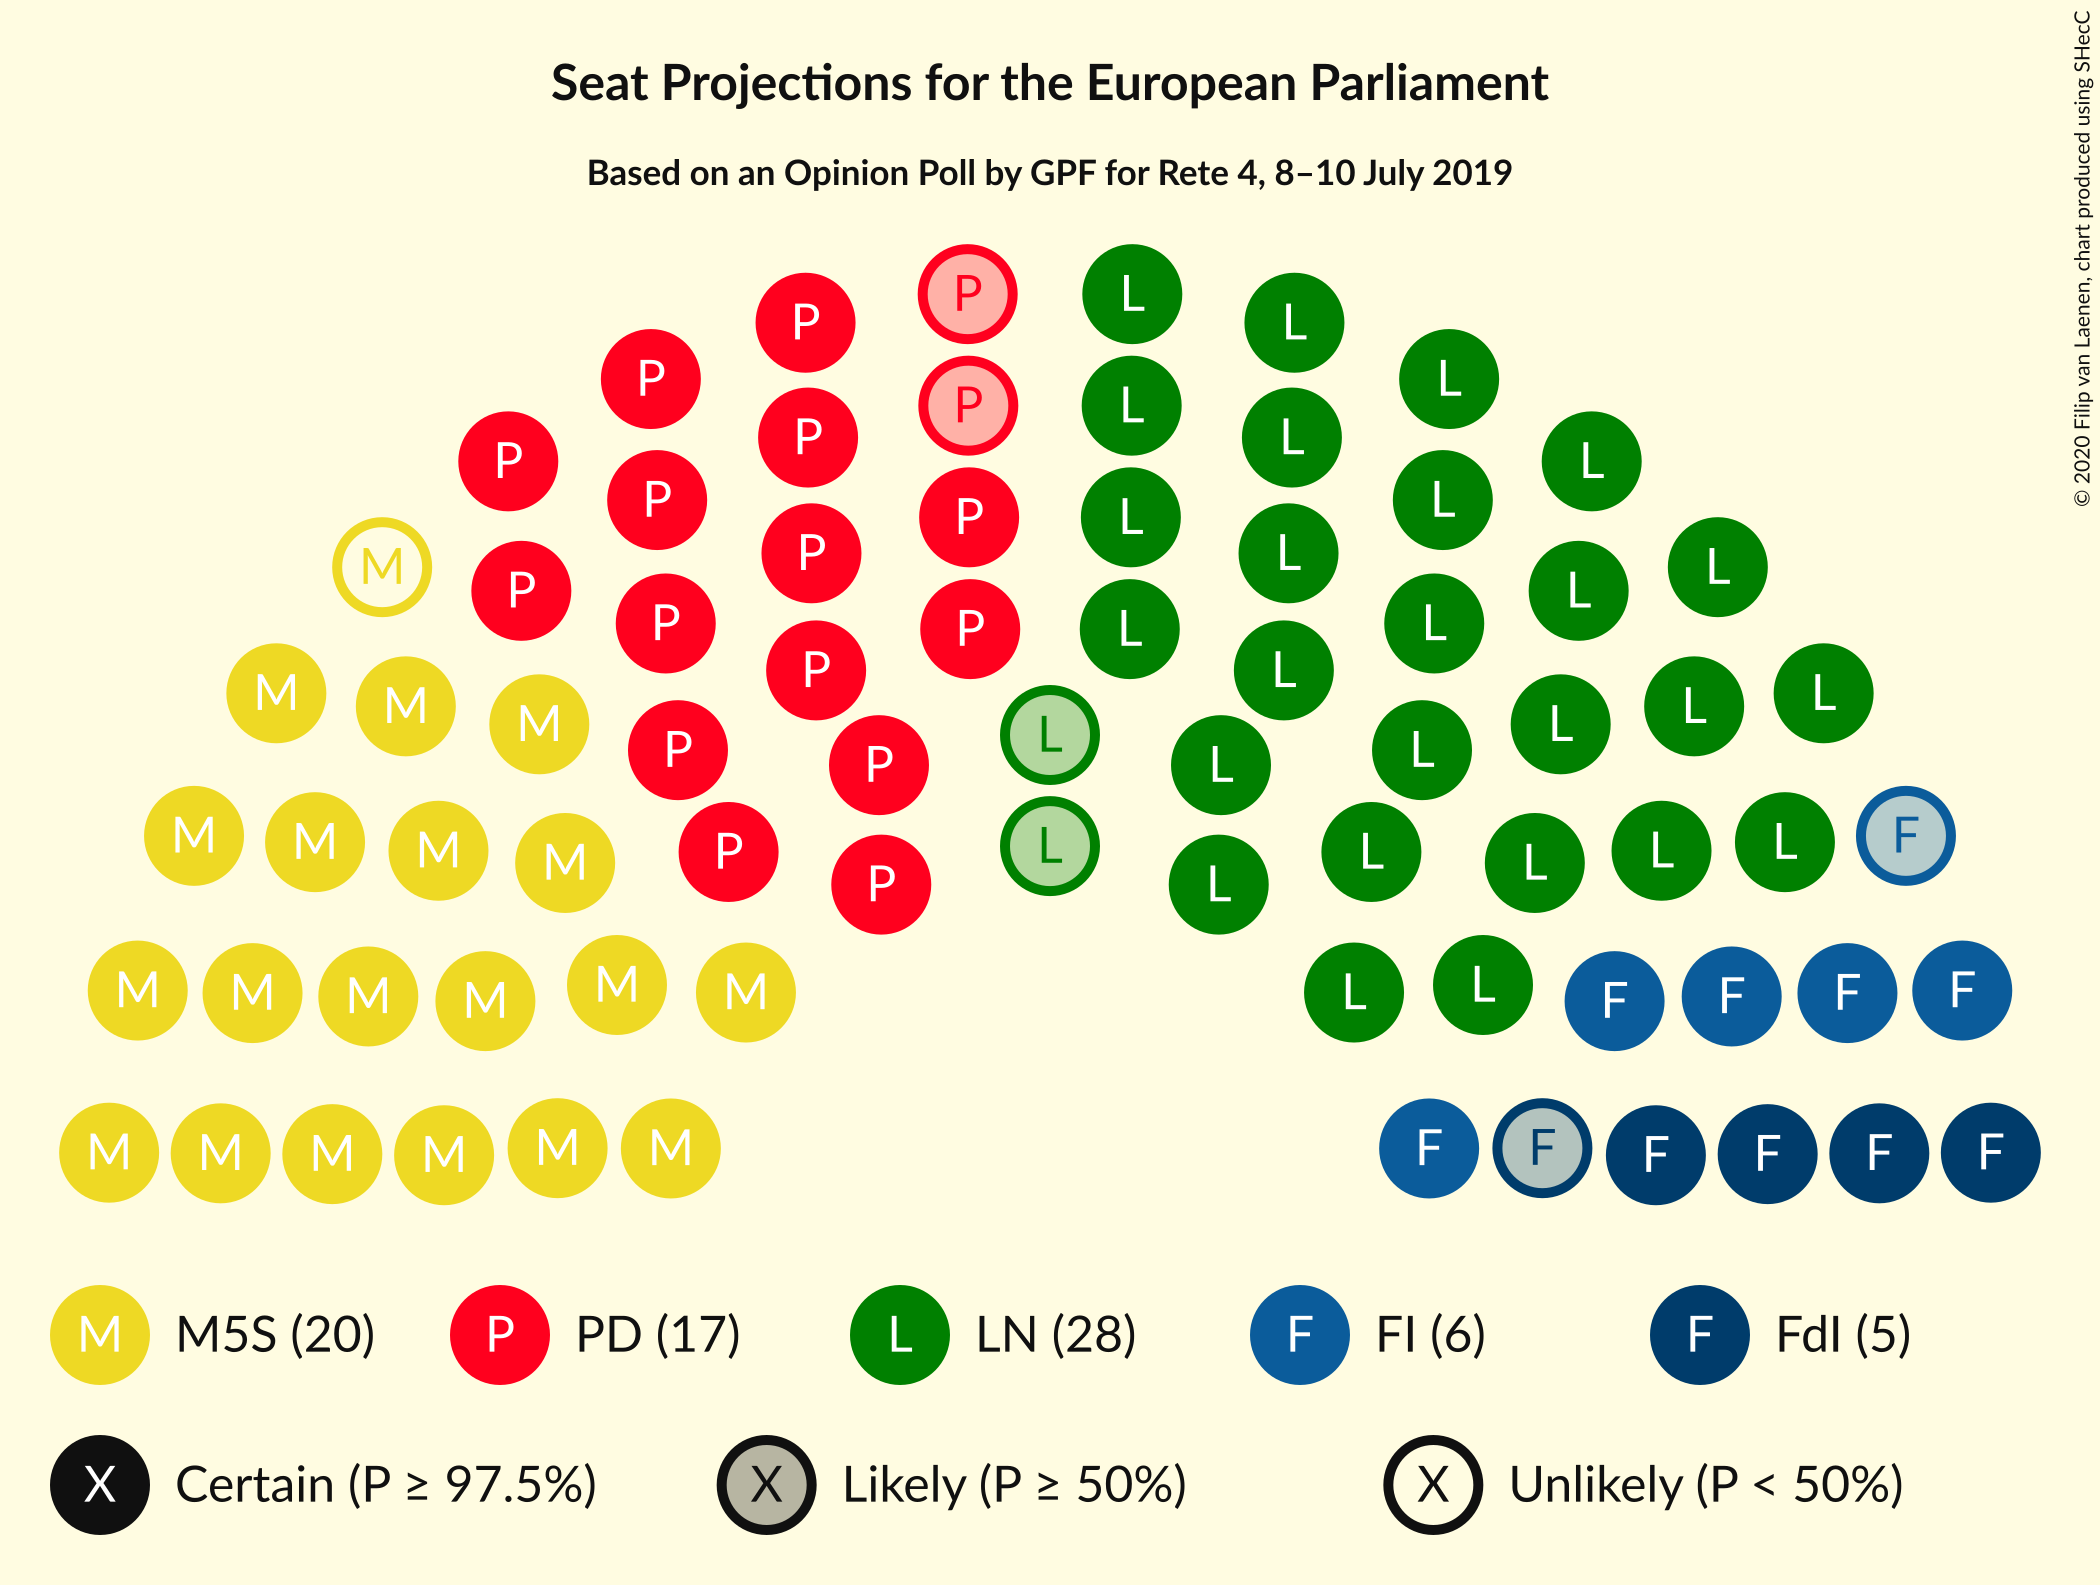 Seat Projections for the European Parliament
Based on an Opinion Poll by GPF for Rete 4, 8–10 July 2019
© 2020 Filip van Laenen, chart produced using SHecC
P P L L
P P L L
P P L L
P P L L
M P L L
P P P L L L
M M M P L L L L
P P L L L
M M M M P P L L L L L L F
M M M M M M L L F F F F
M M M M M M F F F F F F
M M5S (20) P PD (17) L LN (28) F FI (6) F FdI (5)
X Certain (P ≥ 97.5%) X Likely (P ≥ 50%) X Unlikely (P < 50%)